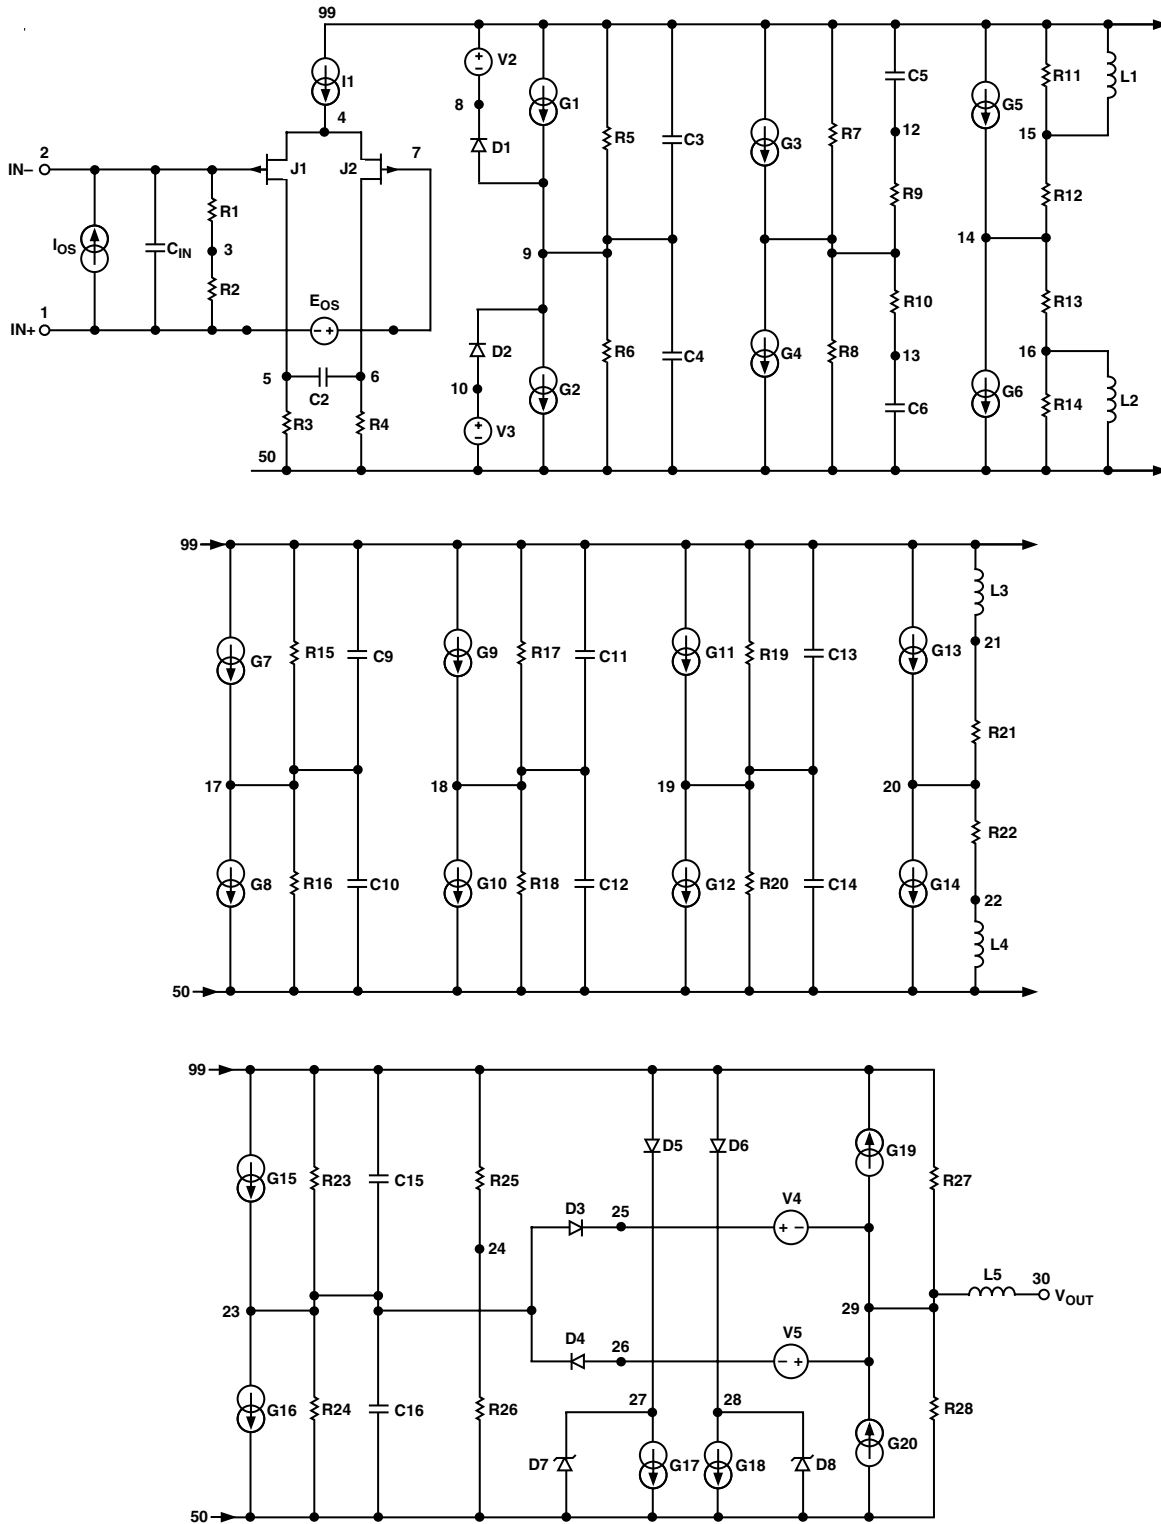 99
V2
I1
G1
C5
G5
R11
L1
8
4
12
15
D1
R5
C3
G3
R7
2
IN–
J1
J2
7
R1
R9
R12
IOS
CIN
3
9
14
R2
EOS
R10
R13
1
IN+
D2
R6
C4
G4
R8
13
16
5
6
C2
10
G2
C6
G6
R14
L2
R3
R4
V3
50
99
L3
G7
R15
C9
G9
R17
C11
G11
R19
C13
G13
21
R21
17
18
19
20
R22
G8
R16
C10
G10
R18
C12
G12
R20
C14
G14
22
L4
50
99
D5
D6
G19
G15
R23
C15
R25
R27
D3
25
V4
24
L5
30
VOUT
23
29
D4
26
V5
27
28
G16
R24
C16
R26
R28
D7
G17
G18
D8
G20
50